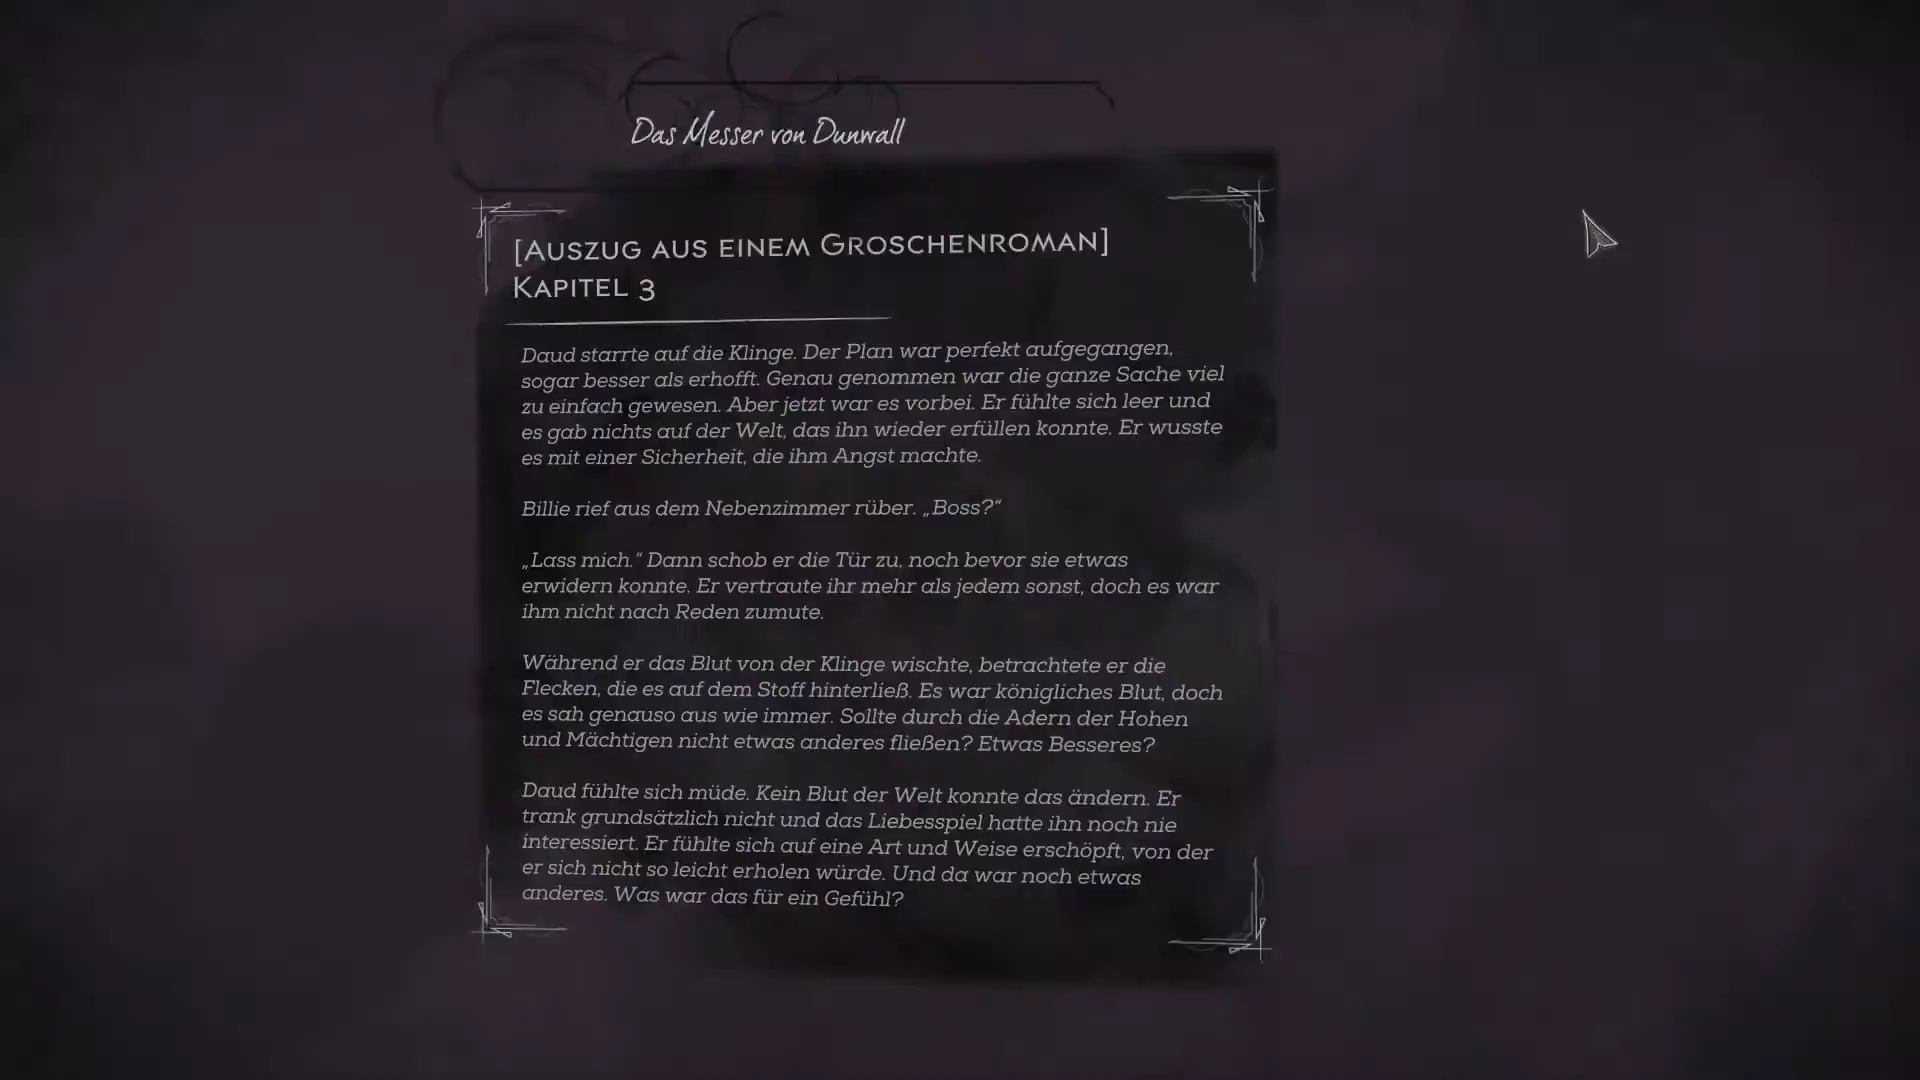 Das Messer von Dunwall
[Auszug aus einem Groschenroman]
Kapitel 3
Daud starrte auf die Klinge. Der Plan war perfekt aufgegangen,
sogar besser als erhofft. Genau genommen war die ganze Sache viel
zu einfach gewesen. Aber jetzt war es vorbei. Er fühlte sich leer und
es gab nichts auf der Welt, das ihn wieder erfüllen konnte. Er wusste
es mit einer Sicherheit, die ihm Angst machte.
Billie rief aus dem Nebenzimmer rüber. „Boss?“
„Lass mich.“ Dann schob er die Tür zu, noch bevor sie etwas
erwidern konnte. Er vertraute ihr mehr als jedem sonst, doch es war
ihm nicht nach Reden zumute.
Während er das Blut von der Klinge wischte, betrachtete er die
Flecken, die es auf dem Stoff hinterließ. Es war königliches Blut, doch
es sah genauso aus wie immer. Sollte durch die Adern der Hohen
und Mächtigen nicht etwas anderes fließen? Etwas Besseres?
Daud fühlte sich müde. Kein Blut der Welt konnte das ändern. Er
trank grundsätzlich nicht und das Liebesspiel hatte ihn noch nie
interessiert. Er fühlte sich auf eine Art und Weise erschöpft, von der
er sich nicht so leicht erholen würde. Und da war noch etwas
anderes. Was war das für ein Gefühl?